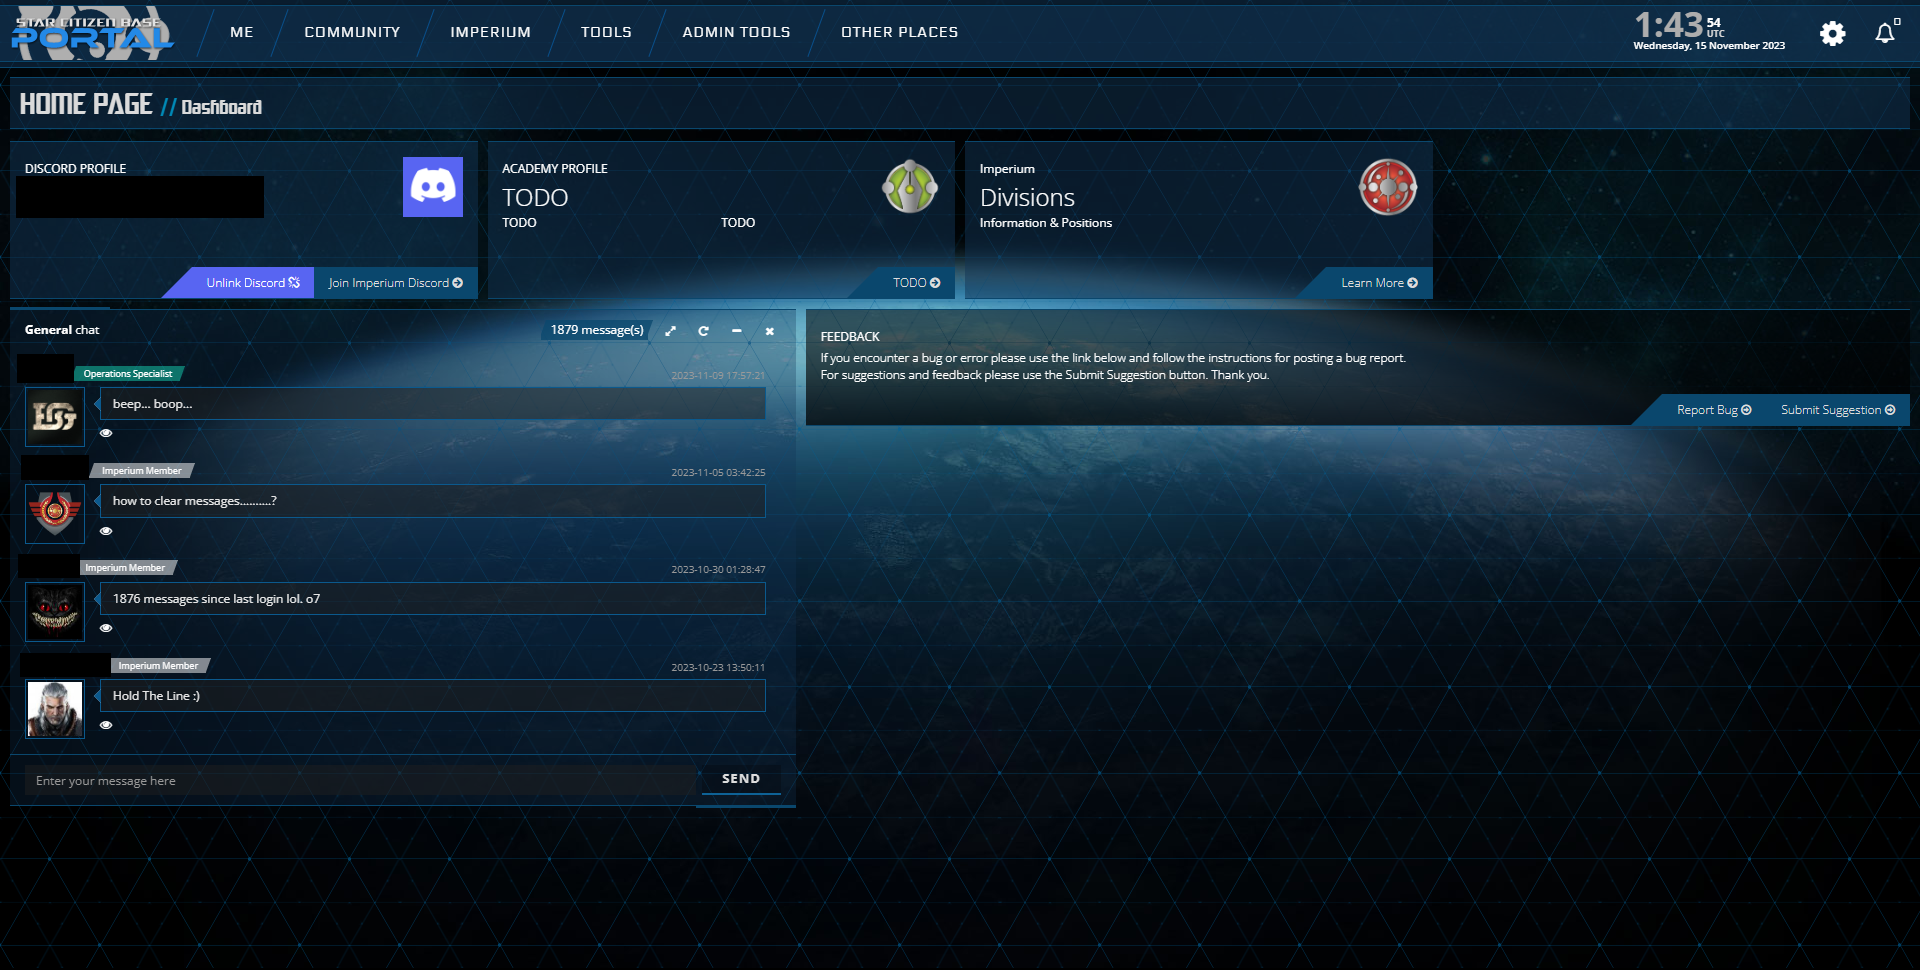 STAR CITIZEN BASE
PORTAL
ME
COMMUNITY
IMPERIUM
TOOLS
ADMIN TOOLS
OTHER PLACES
1:43 54 UTC
Wednesday, 15 November 2023
HOME PAGE // Dashboard
DISCORD PROFILE
Unlink Discord
Join Imperium Discord
ACADEMY PROFILE
TODO
TODO TODO
TODO
Imperium
Divisions
Information & Positions
Learn More
General chat
1879 message(s)
Operations Specialist
2023-11-09 17:57:21
beep... boop...
Imperium Member
2023-11-05 03:42:25
how to clear messages..........?
Imperium Member
2023-10-30 01:28:47
1876 messages since last login lol. o7
Imperium Member
2023-10-23 13:50:11
Hold The Line :)
Enter your message here
SEND
FEEDBACK
If you encounter a bug or error please use the link below and follow the instructions for posting a bug report.
For suggestions and feedback please use the Submit Suggestion button. Thank you.
Report Bug
Submit Suggestion